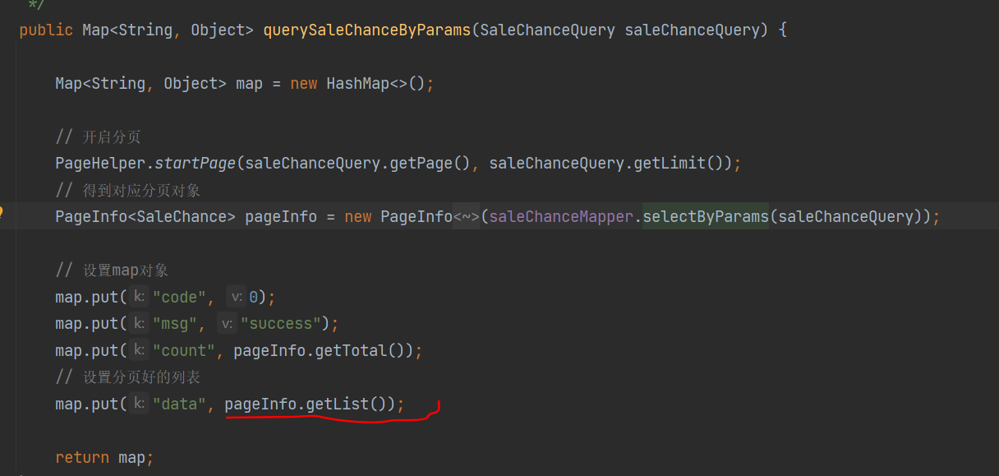 */
public Map<String, Object> querySaleChanceByParams(SaleChanceQuery saleChanceQuery) {
Map<String, Object> map = new HashMap<>();
// 开启分页
PageHelper.startPage(saleChanceQuery.getPage(), saleChanceQuery.getLimit());
// 得到对应分页对象
PageInfo<SaleChance> pageInfo = new PageInfo<~>(saleChanceMapper.selectByParams(saleChanceQuery));
// 设置map对象
map.put( k: "code", v: 0);
map.put( k: "msg", v: "success");
map.put( k: "count", pageInfo.getTotal());
// 设置分页好的列表
map.put( k: "data", pageInfo.getList());
return map;